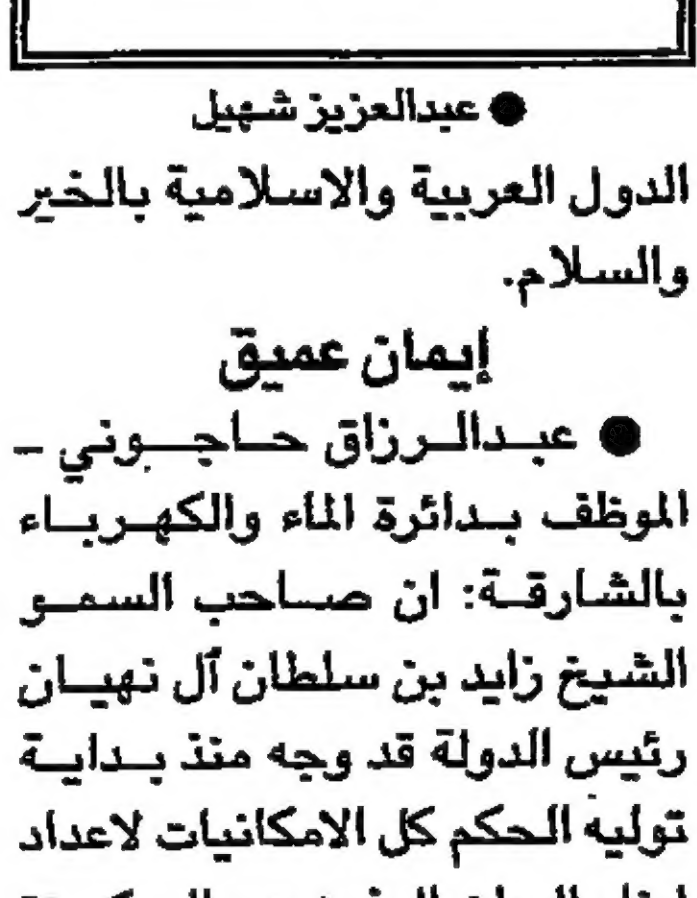 ● عبدالعزيز شهيل
الدول العربية والاسلامية بالخير
والسلام.
إيمان عميق
● عبدالرزاق حاجوني –
الموظف بدائرة الماء والكهرباء
بالشارقة: ان صاحب السمو
الشيخ زايد بن سلطان آل نهيان
رئيس الدولة قد وجه منذ بداية
توليه الحكم كل الامكانيات لاعداد